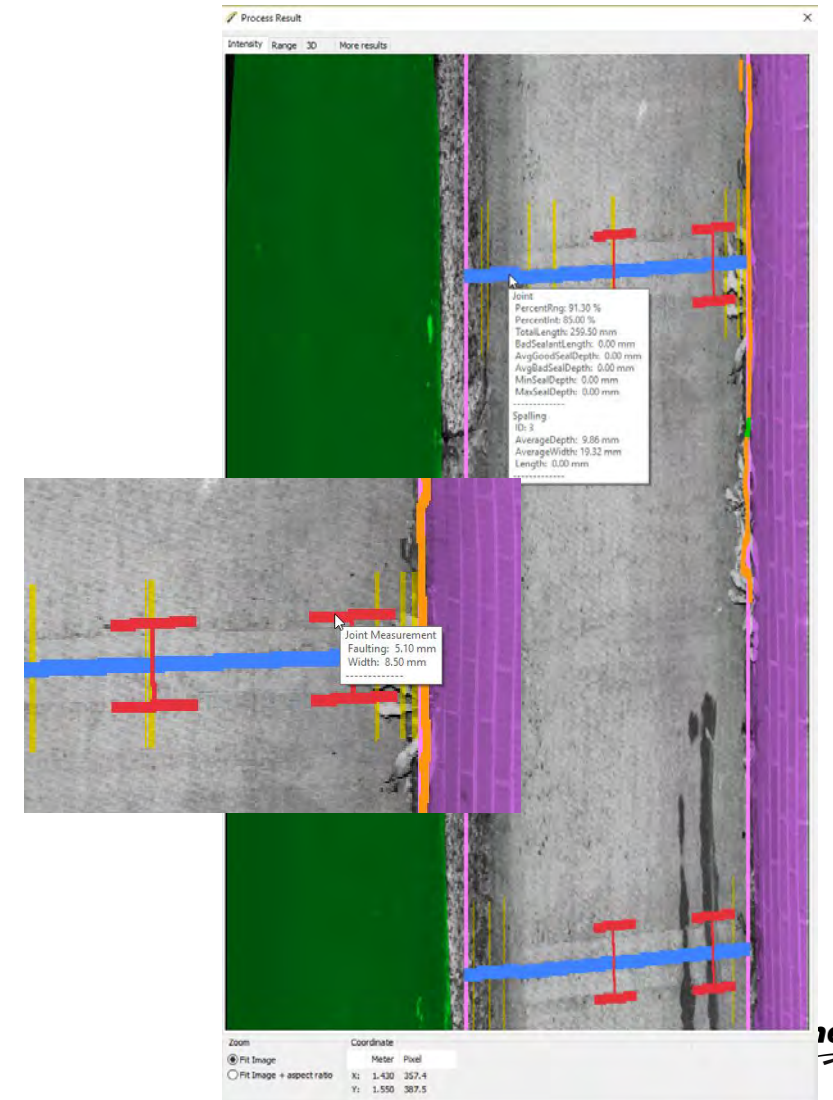 Process Result
Intensity Range 3D More results
Joint
PercentRng: 91.30 %
PercentInt: 85.00 %
TotalLength: 259.50 mm
BadSealantLength: 0.00 mm
AvgGoodSealDepth: 0.00 mm
AvgBadSealDepth: 0.00 mm
MinSealDepth: 0.00 mm
MaxSealDepth: 0.00 mm
-------------
Spalling
ID: 3
AverageDepth: 9.86 mm
AverageWidth: 19.32 mm
Length: 0.00 mm
-------------
Joint Measurement
Faulting: 5.10 mm
Width: 8.50 mm
-------------
Zoom
Fit Image
Fit Image + aspect ratio
Coordinate
Meter Pixel
X: 1.430 357.4
Y: 1.550 387.5